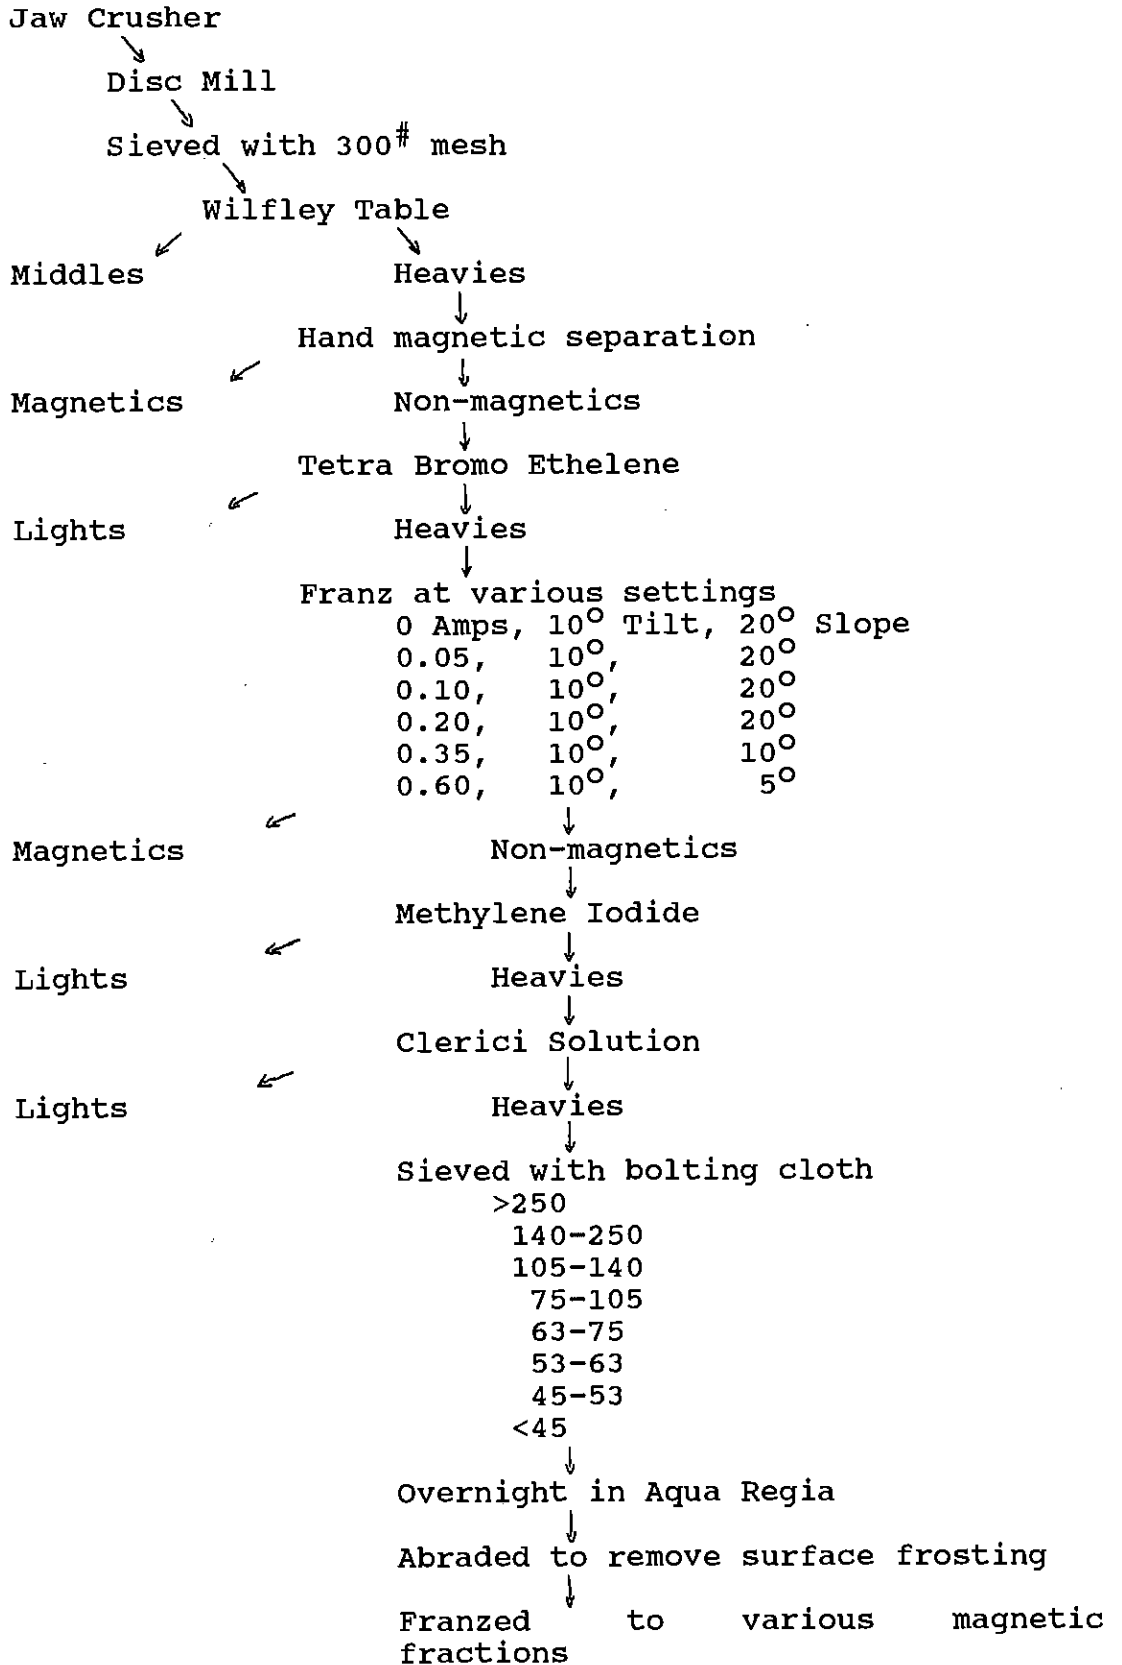 Jaw Crusher
Disc Mill
Sieved with 300# mesh
Wilfley Table
Middles Heavies
Hand magnetic separation
Magnetics Non-magnetics
Tetra Bromo Ethelene
Lights Heavies
Franz at various settings
0 Amps, 10° Tilt, 20° Slope
0.05, 10°, 20°
0.10, 10°, 20°
0.20, 10°, 20°
0.35, 10°, 10°
0.60, 10°, 5°
Magnetics Non-magnetics
Methylene Iodide
Lights Heavies
Clerici Solution
Lights Heavies
Sieved with bolting cloth
>250
140-250
105-140
75-105
63-75
53-63
45-53
<45
Overnight in Aqua Regia
Abraded to remove surface frosting
Franzed to various magnetic
fractions